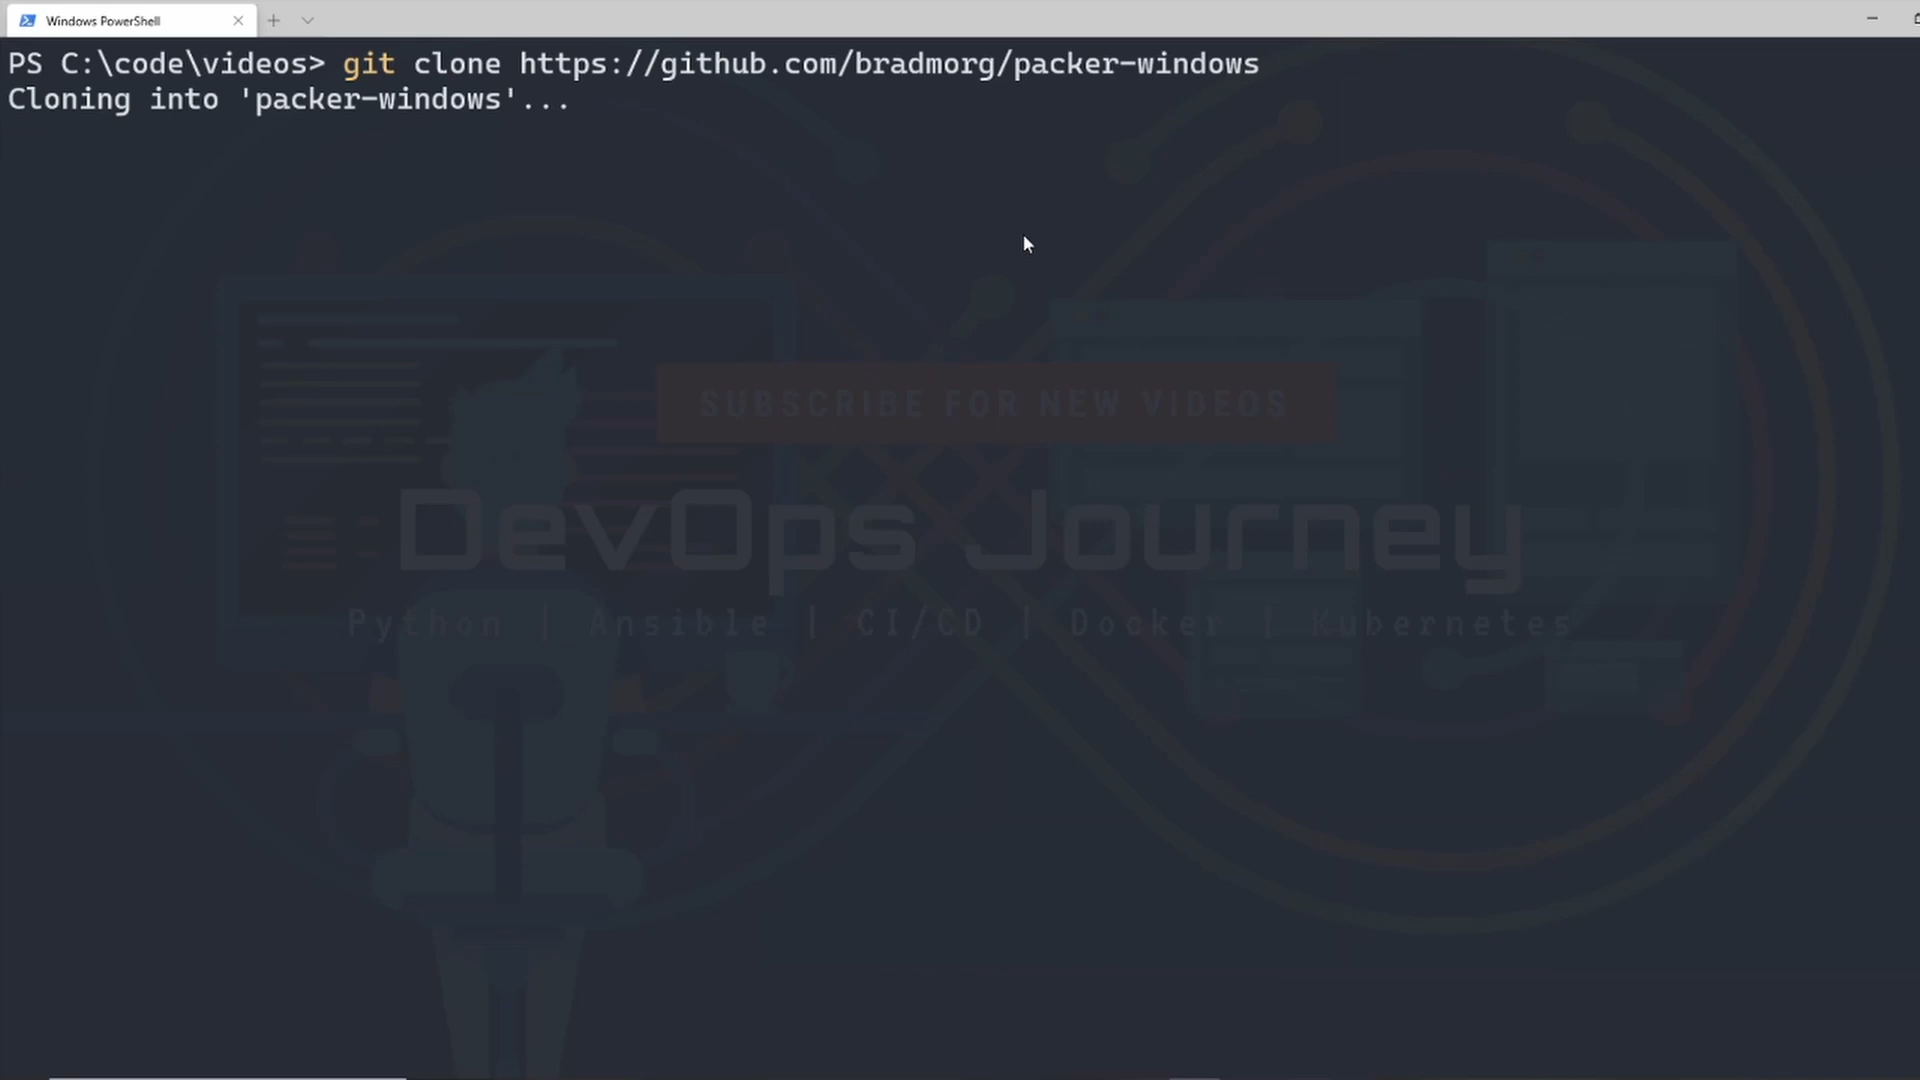 Windows PowerShell
PS C:\code\videos> git clone https://github.com/bradmorg/packer-windows
Cloning into 'packer-windows'...
SUBSCRIBE FOR NEW VIDEOS
DevOps Journey
Python | Ansible | CI/CD | Docker | Kubernetes